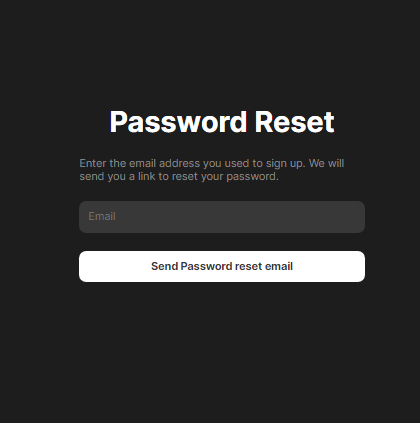 Password Reset
Enter the email address you used to sign up. We will
send you a link to reset your password.
Email
Send Password reset email